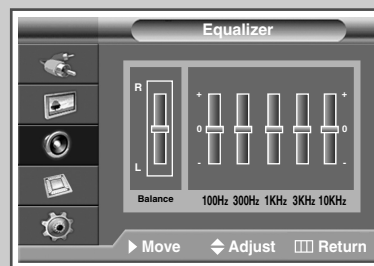 Equalizer
R
+ +
0 0
L
- -
Balance 100Hz 300Hz 1KHz 3KHz 10KHz
Move Adjust Return